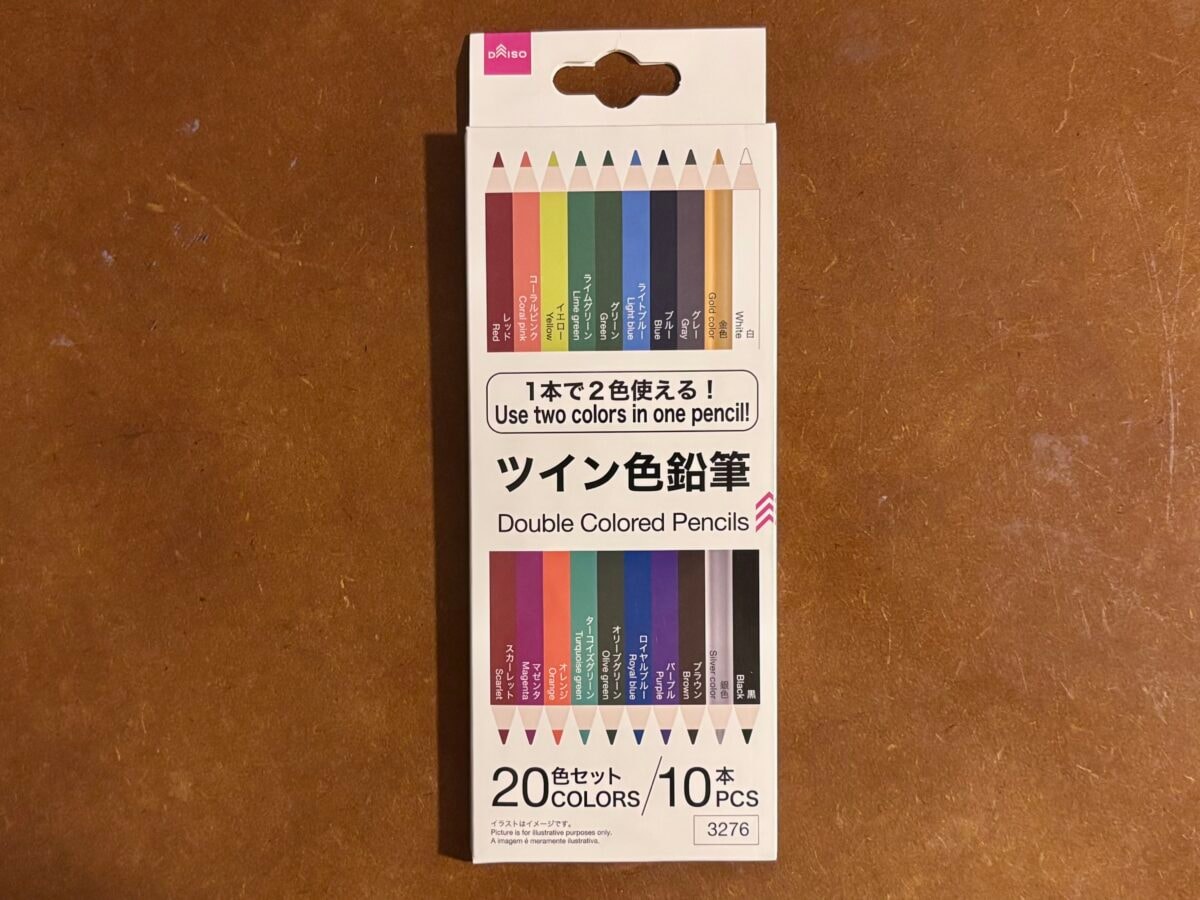 DAISO
レッド
Red
コーラルピンク
Coral pink
イエロー
Yellow
ライムグリーン
Lime green
グリーン
Green
ライトブルー
Light blue
ブルー
Blue
グレー
Gray
金色
Gold color
白
White
1本で2色使える!
Use two colors in one pencil!
ツイン色鉛筆
Double Colored Pencils
スカーレット
Scarlet
マゼンタ
Magenta
オレンジ
Orange
ターコイズグリーン
Turquoise green
オリーブグリーン
Olive green
ロイヤルブルー
Royal blue
パープル
Purple
ブラウン
Brown
銀色
Silver color
黒
Black
20色セット/10本
COLORS PCS
イラストはイメージです。
Picture is for illustrative purposes only.
A imagem é meramente ilustrativa.
3276